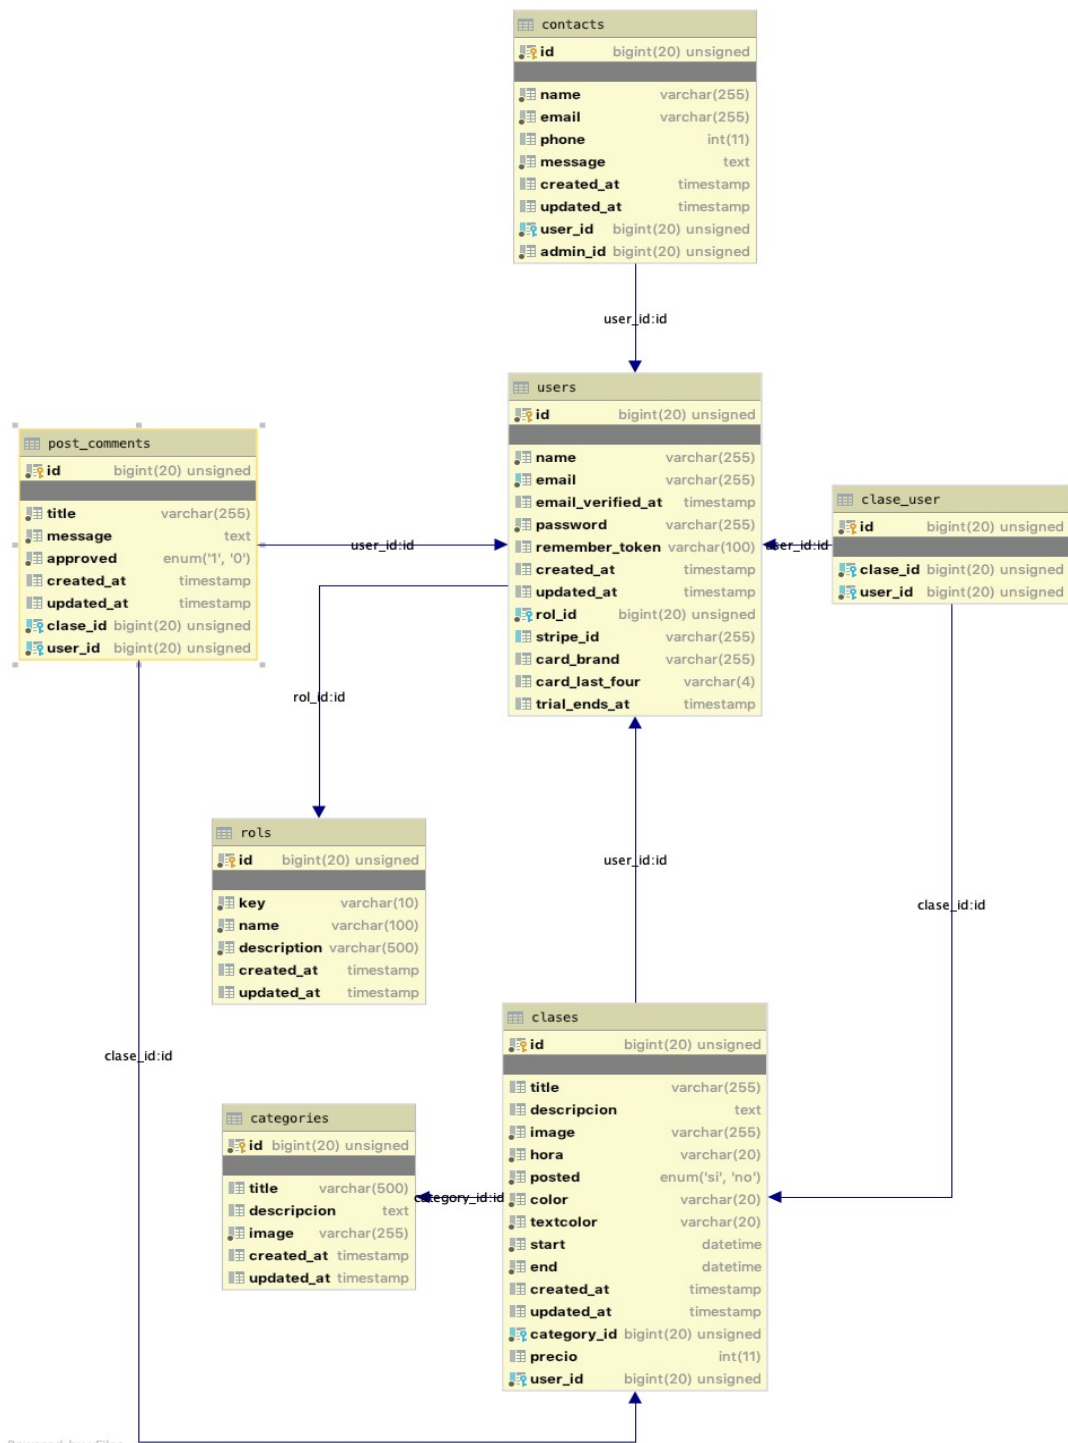 contacts
id bigint(20) unsigned
name varchar(255)
email varchar(255)
phone int(11)
message text
created_at timestamp
updated_at timestamp
user_id bigint(20) unsigned
admin_id bigint(20) unsigned
user_id:id
users
id bigint(20) unsigned
name varchar(255)
email varchar(255)
email_verified_at timestamp
password varchar(255)
remember_token varchar(100)
created_at timestamp
updated_at timestamp
rol_id bigint(20) unsigned
stripe_id varchar(255)
card_brand varchar(255)
card_last_four varchar(4)
trial_ends_at timestamp
post_comments
id bigint(20) unsigned
title varchar(255)
message text
approved enum('1', '0')
created_at timestamp
updated_at timestamp
clase_id bigint(20) unsigned
user_id bigint(20) unsigned
user_id:id
clase_user
id bigint(20) unsigned
clase_id bigint(20) unsigned
user_id bigint(20) unsigned
user_id:id
rol_id:id
rols
id bigint(20) unsigned
key varchar(10)
name varchar(100)
description varchar(500)
created_at timestamp
updated_at timestamp
user_id:id
clase_id:id
clase_id:id
clases
id bigint(20) unsigned
title varchar(255)
descripcion text
image varchar(255)
hora varchar(20)
posted enum('si', 'no')
color varchar(20)
textcolor varchar(20)
start datetime
end datetime
created_at timestamp
updated_at timestamp
category_id bigint(20) unsigned
precio int(11)
user_id bigint(20) unsigned
categories
id bigint(20) unsigned
title varchar(500)
descripcion text
image varchar(255)
created_at timestamp
updated_at timestamp
category_id:id
Powered by yFiles